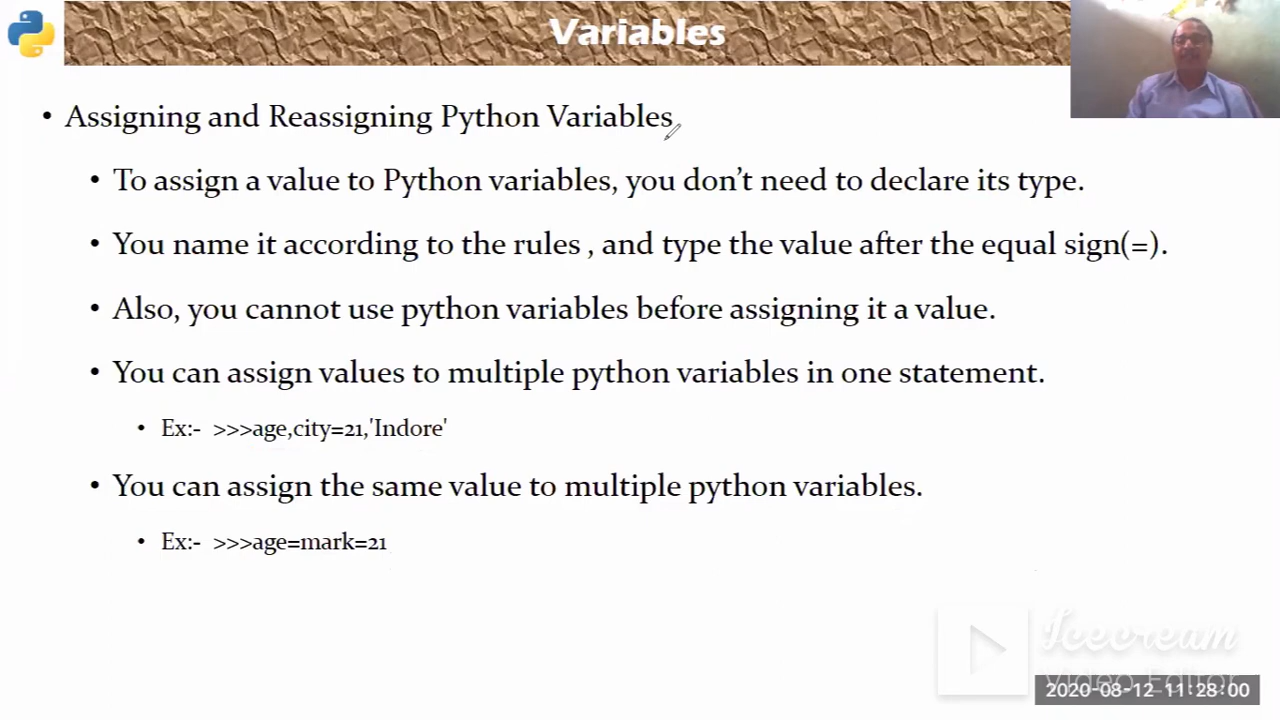 Variables
• Assigning and Reassigning Python Variables
• To assign a value to Python variables, you don't need to declare its type.
• You name it according to the rules , and type the value after the equal sign(=).
• Also, you cannot use python variables before assigning it a value.
• You can assign values to multiple python variables in one statement.
• Ex:- >>>age,city=21,'Indore'
• You can assign the same value to multiple python variables.
• Ex:- >>>age=mark=21
Icecream
Video Editor
2020-08-12 11:28:00